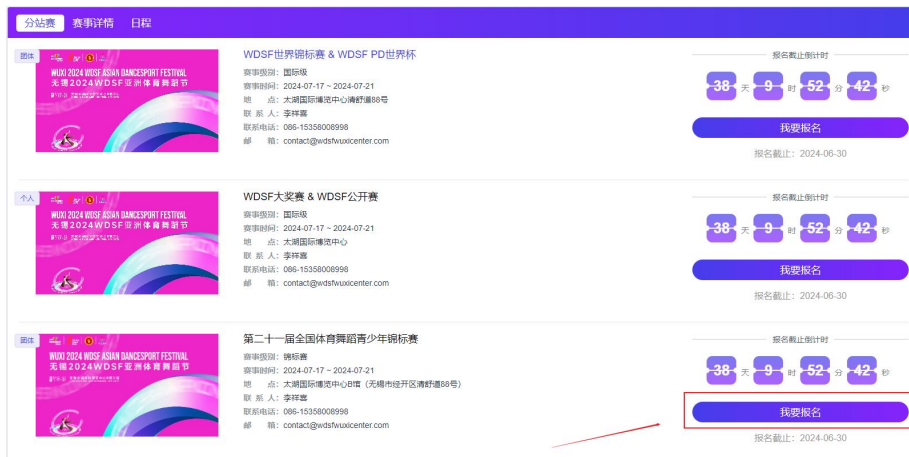 分站赛 赛事详情 日程
团体
WUXI 2024 WDSF ASIAN DANCESPORT FESTIVAL
无锡2024WDSF亚洲体育舞蹈节
WDSF世界锦标赛 & WDSF PD世界杯
赛事级别：国际级
赛事时间：2024-07-17 ~ 2024-07-21
地 点：太湖国际博览中心清舒道88号
联 系 人：李祥喜
联系电话：086-15358008998
邮 箱：contact@wdsfwuxicenter.com
报名截止倒计时
38 天 9 时 52 分 42 秒
我要报名
报名截止：2024-06-30
个人
WUXI 2024 WDSF ASIAN DANCESPORT FESTIVAL
无锡2024WDSF亚洲体育舞蹈节
WDSF大奖赛 & WDSF公开赛
赛事级别：国际级
赛事时间：2024-07-17 ~ 2024-07-21
地 点：太湖国际博览中心
联 系 人：李祥喜
联系电话：086-15358008998
邮 箱：contact@wdsfwuxicenter.com
报名截止倒计时
38 天 9 时 52 分 42 秒
我要报名
报名截止：2024-06-30
团体
WUXI 2024 WDSF ASIAN DANCESPORT FESTIVAL
无锡2024WDSF亚洲体育舞蹈节
第二十一届全国体育舞蹈青少年锦标赛
赛事级别：锦标赛
赛事时间：2024-07-17 ~ 2024-07-21
地 点：太湖国际博览中心B馆（无锡市经开区清舒道88号）
联 系 人：李祥喜
联系电话：086-15358008998
邮 箱：contact@wdsfwuxicenter.com
报名截止倒计时
38 天 9 时 52 分 42 秒
我要报名
报名截止：2024-06-30